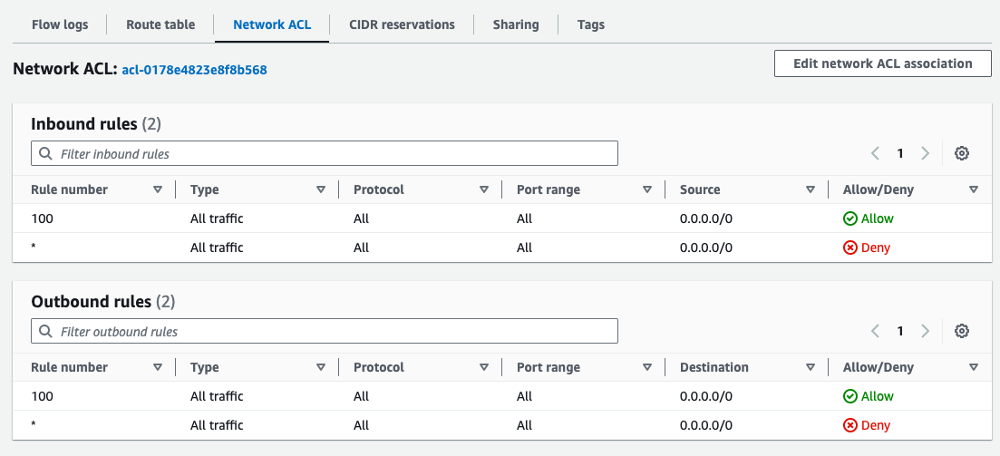 Flow logs Route table Network ACL CIDR reservations Sharing Tags
Network ACL: acl-0178e4823e8f8b568 Edit network ACL association
Inbound rules (2)
Filter inbound rules 1
Rule number Type Protocol Port range Source Allow/Deny
100 All traffic All All 0.0.0.0/0 Allow
* All traffic All All 0.0.0.0/0 Deny
Outbound rules (2)
Filter outbound rules 1
Rule number Type Protocol Port range Destination Allow/Deny
100 All traffic All All 0.0.0.0/0 Allow
* All traffic All All 0.0.0.0/0 Deny